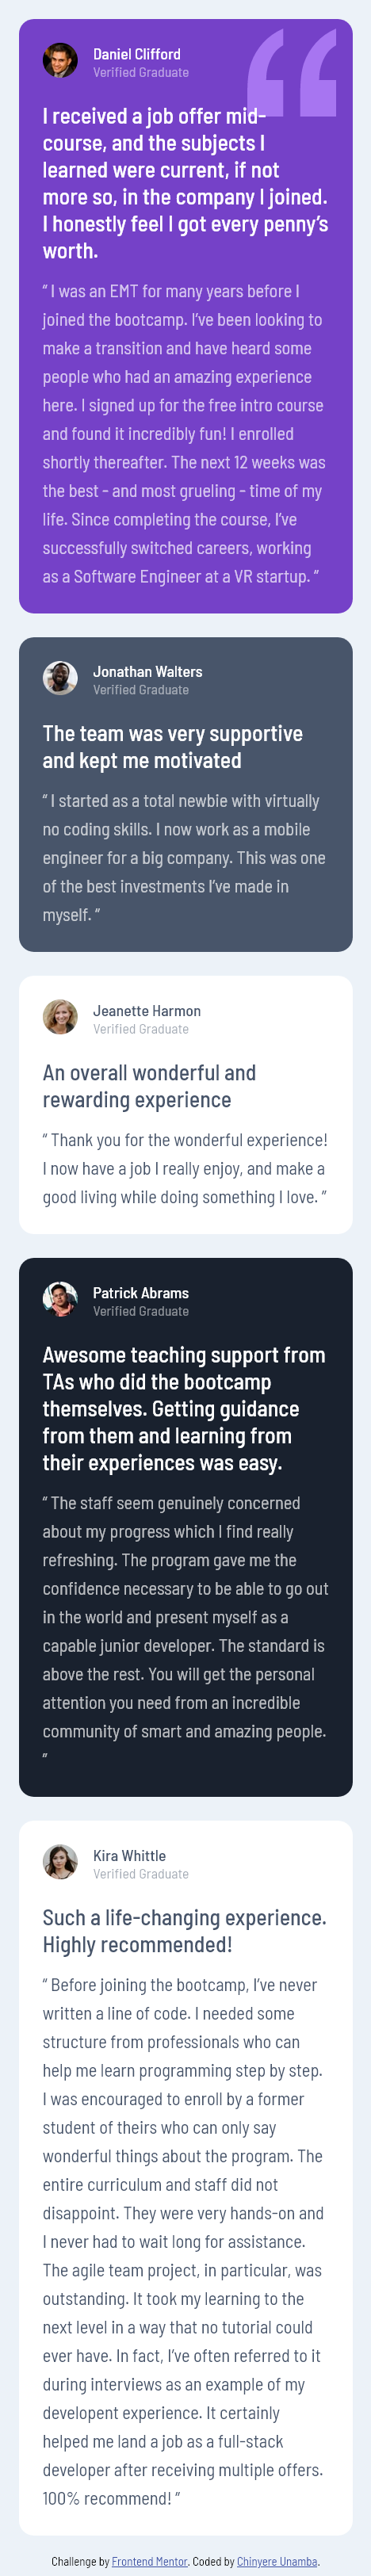 Daniel Clifford
Verified Graduate
I received a job offer mid-
course, and the subjects I
learned were current, if not
more so, in the company I joined.
I honestly feel I got every penny’s
worth.
“ I was an EMT for many years before I
joined the bootcamp. I’ve been looking to
make a transition and have heard some
people who had an amazing experience
here. I signed up for the free intro course
and found it incredibly fun! I enrolled
shortly thereafter. The next 12 weeks was
the best - and most grueling - time of my
life. Since completing the course, I’ve
successfully switched careers, working
as a Software Engineer at a VR startup. ”
Jonathan Walters
Verified Graduate
The team was very supportive
and kept me motivated
“ I started as a total newbie with virtually
no coding skills. I now work as a mobile
engineer for a big company. This was one
of the best investments I’ve made in
myself. ”
Jeanette Harmon
Verified Graduate
An overall wonderful and
rewarding experience
“ Thank you for the wonderful experience!
I now have a job I really enjoy, and make a
good living while doing something I love. ”
Patrick Abrams
Verified Graduate
Awesome teaching support from
TAs who did the bootcamp
themselves. Getting guidance
from them and learning from
their experiences was easy.
“ The staff seem genuinely concerned
about my progress which I find really
refreshing. The program gave me the
confidence necessary to be able to go out
in the world and present myself as a
capable junior developer. The standard is
above the rest. You will get the personal
attention you need from an incredible
community of smart and amazing people.
”
Kira Whittle
Verified Graduate
Such a life-changing experience.
Highly recommended!
“ Before joining the bootcamp, I’ve never
written a line of code. I needed some
structure from professionals who can
help me learn programming step by step.
I was encouraged to enroll by a former
student of theirs who can only say
wonderful things about the program. The
entire curriculum and staff did not
disappoint. They were very hands-on and
I never had to wait long for assistance.
The agile team project, in particular, was
outstanding. It took my learning to the
next level in a way that no tutorial could
ever have. In fact, I’ve often referred to it
during interviews as an example of my
developent experience. It certainly
helped me land a job as a full-stack
developer after receiving multiple offers.
100% recommend! ”
Challenge by Frontend Mentor. Coded by Chinyere Unamba.